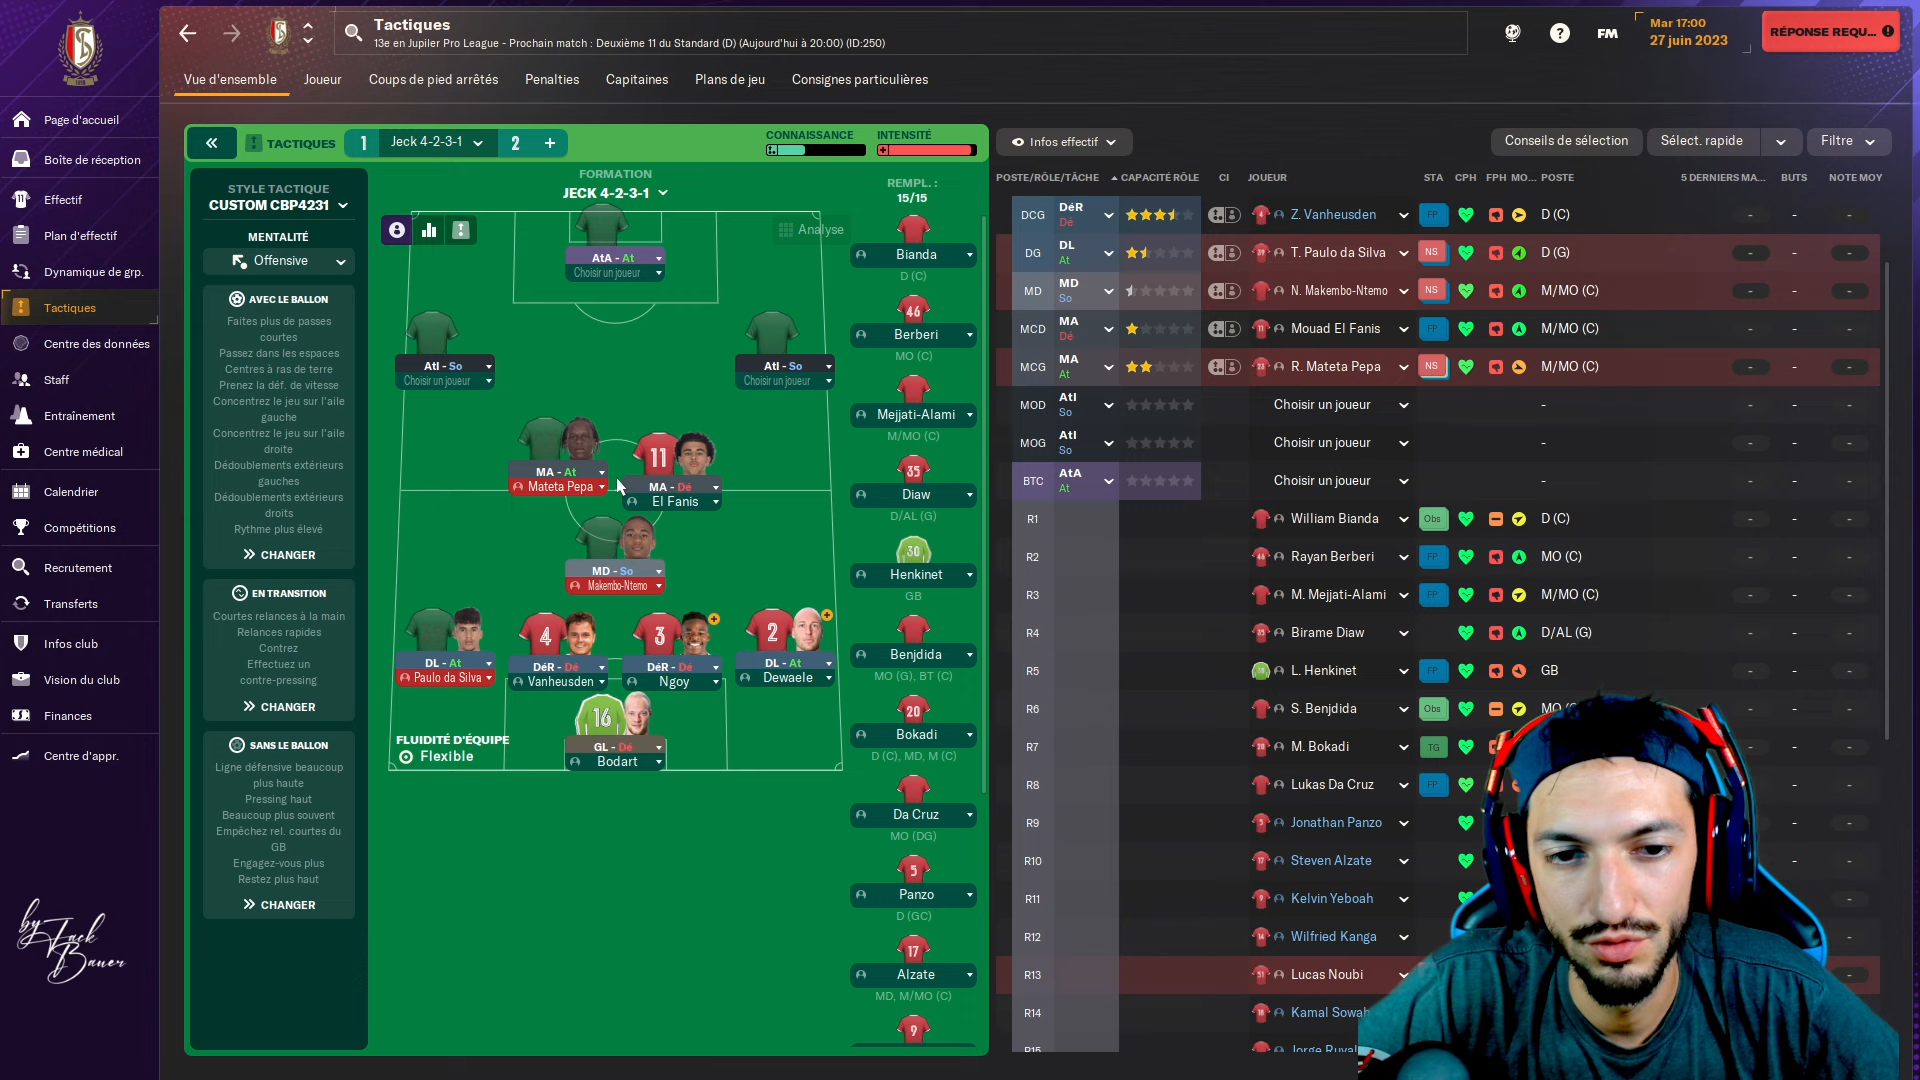 Tactiques
13e en Jupiler Pro League - Prochain match : Deuxième 11 du Standard (D) (Aujourd'hui à 20:00) (ID:250)
FM
Mar 17:00
27 juin 2023
RÉPONSE REQU...
Vue d'ensemble
Joueur
Coups de pied arrêtés
Penalties
Capitaines
Plans de jeu
Consignes particulières
Page d'accueil
Boîte de réception
Effectif
Plan d'effectif
Dynamique de grp.
Tactiques
Centre des données
Staff
Entraînement
Centre médical
Calendrier
Compétitions
Recrutement
Transferts
Infos club
Vision du club
Finances
Centre d'appr.
by Jack Bauer
TACTIQUES
1
Jeck 4-2-3-1
2
CONNAISSANCE
INTENSITÉ
STYLE TACTIQUE
CUSTOM CBP4231
MENTALITÉ
Offensive
AVEC LE BALLON
Faites plus de passes
courtes
Passez dans les espaces
Centres à ras de terre
Prenez la déf. de vitesse
Concentrez le jeu sur l'aile
gauche
Concentrez le jeu sur l'aile
droite
Dédoublements extérieurs
gauches
Dédoublements extérieurs
droits
Rythme plus élevé
CHANGER
EN TRANSITION
Courtes relances à la main
Relances rapides
Contrez
Effectuez un
contre-pressing
CHANGER
SANS LE BALLON
Ligne défensive beaucoup
plus haute
Pressing haut
Beaucoup plus souvent
Empêchez rel. courtes du
GB
Engagez-vous plus
Restez plus haut
CHANGER
FORMATION
JECK 4-2-3-1
Analyse
AtA - At
Choisir un joueur
AtI - So
Choisir un joueur
AtI - So
Choisir un joueur
MA - At
Mateta Pepa
11
MA - Dé
El Fanis
MD - So
Makembo-Ntemo
DL - At
Paulo da Silva
4
DéR - Dé
Vanheusden
3
DéR - Dé
Ngoy
2
DL - At
Dewaele
16
GL - Dé
Bodart
FLUIDITÉ D'ÉQUIPE
Flexible
REMPL. :
15/15
Bianda
D (C)
46
Berberi
MO (C)
Mejjati-Alami
M/MO (C)
35
Diaw
D/AL (G)
30
Henkinet
GB
Benjdida
MO (G), BT (C)
20
Bokadi
D (C), MD, M (C)
Da Cruz
MO (DG)
5
Panzo
D (GC)
17
Alzate
MD, M/MO (C)
9
Infos effectif
Conseils de sélection
Sélect. rapide
Filtre
POSTE/RÔLE/TÂCHE CAPACITÉ RÔLE CI JOUEUR STA CPH FPH MO... POSTE 5 DERNIERS MA... BUTS NOTE MOY
DCG DéR Dé Z. Vanheusden FP D (C) - - -
DG DL At T. Paulo da Silva NS D (G) - - -
MD MD So N. Makembo-Ntemo NS M/MO (C) - - -
MCD MA Dé Mouad El Fanis FP M/MO (C) - - -
MCG MA At R. Mateta Pepa NS M/MO (C) - - -
MOD AtI So Choisir un joueur -
MOG AtI So Choisir un joueur -
BTC AtA At Choisir un joueur -
R1 William Bianda Obs D (C) - - -
R2 Rayan Berberi FP MO (C) - - -
R3 M. Mejjati-Alami FP M/MO (C) - - -
R4 Birame Diaw D/AL (G) - - -
R5 L. Henkinet FP GB - - -
R6 S. Benjdida Obs - - -
R7 M. Bokadi TG - - -
R8 Lukas Da Cruz FP - -
R9 Jonathan Panzo - -
R10 Steven Alzate - -
R11 Kelvin Yeboah - -
R12 Wilfried Kanga -
R13 Lucas Noubi -
R14 Kamal Sowah -
R15